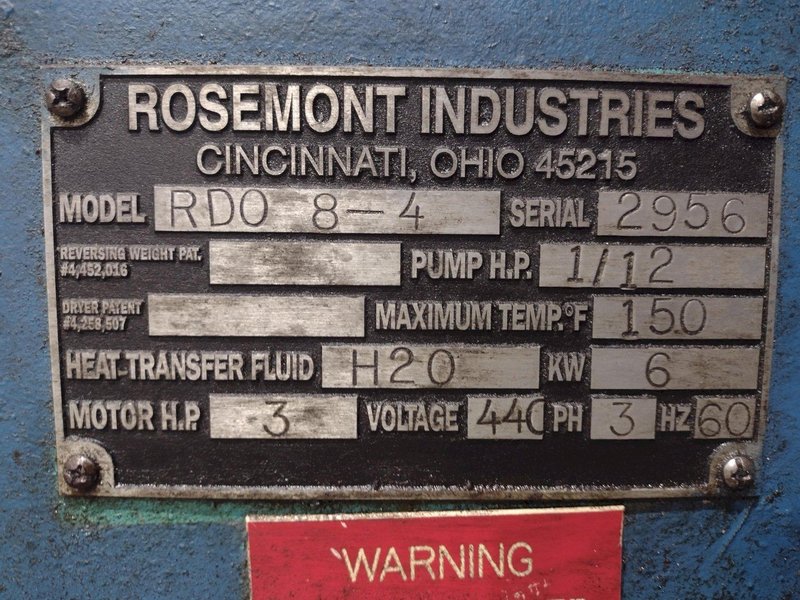 ROSEMONT INDUSTRIES
CINCINNATI, OHIO 45215
MODEL RDO 8-4 SERIAL 2956
REVERSING WEIGHT PAT. #4,452,016 PUMP H.P. 1/12
DRYER PATENT #4,258,507 MAXIMUM TEMP.°F 150
HEAT TRANSFER FLUID H2O KW 6
MOTOR H.P. 3 VOLTAGE 440 PH 3 HZ 60
WARNING